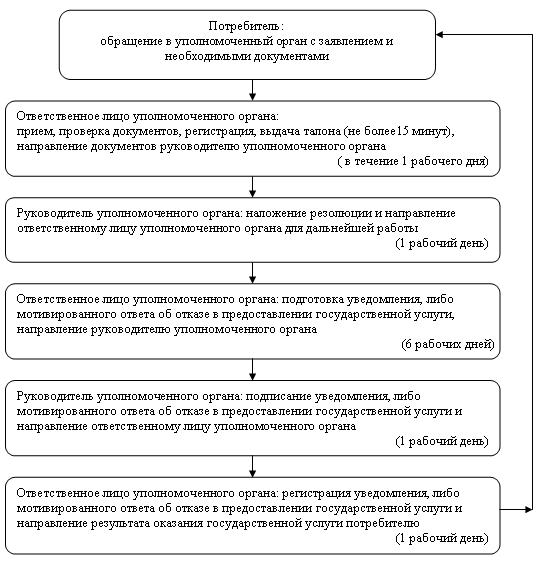 Потребитель:
обращение в уполномоченный орган с заявлением и
необходимыми документами
Ответственное лицо уполномоченного органа:
прием, проверка документов, регистрация, выдача талона (не более15 минут),
направление документов руководителю уполномоченного органа
( в течение 1 рабочего дня)
Руководитель уполномоченного органа: наложение резолюции и направление
ответственному лицу уполномоченного органа для дальнейшей работы
(1 рабочий день)
Ответственное лицо уполномоченного органа: подготовка уведомления, либо
мотивированного ответа об отказе в предоставлении государственной услуги,
направление руководителю уполномоченного органа
(6 рабочих дней)
Руководитель уполномоченного органа: подписание уведомления, либо
мотивированного ответа об отказе в предоставлении государственной услуги и
направление ответственному лицу уполномоченного органа
(1 рабочий день)
Ответственное лицо уполномоченного органа: регистрация уведомления, либо
мотивированного ответа об отказе в предоставлении государственной услуги и
направление результата оказания государственной услуги потребителю
(1 рабочий день)